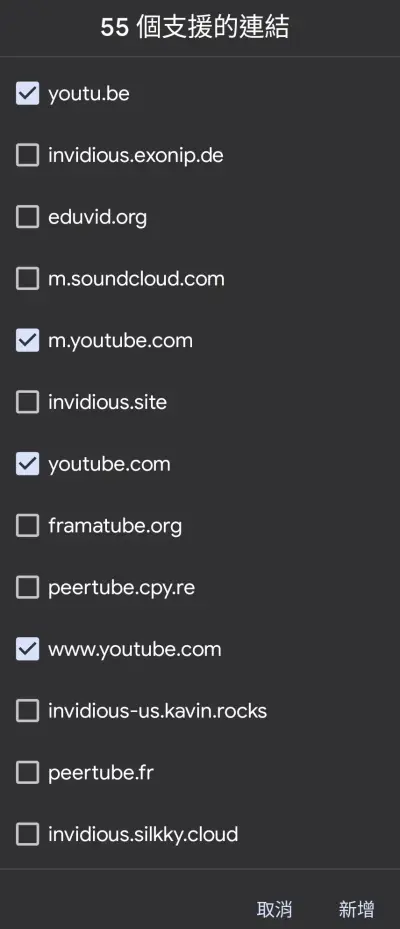 55 個支援的連結
youtu.be
invidious.exonip.de
eduvid.org
m.soundcloud.com
m.youtube.com
invidious.site
youtube.com
framatube.org
peertube.cpy.re
www.youtube.com
invidious-us.kavin.rocks
peertube.fr
invidious.silkky.cloud
取消 新增